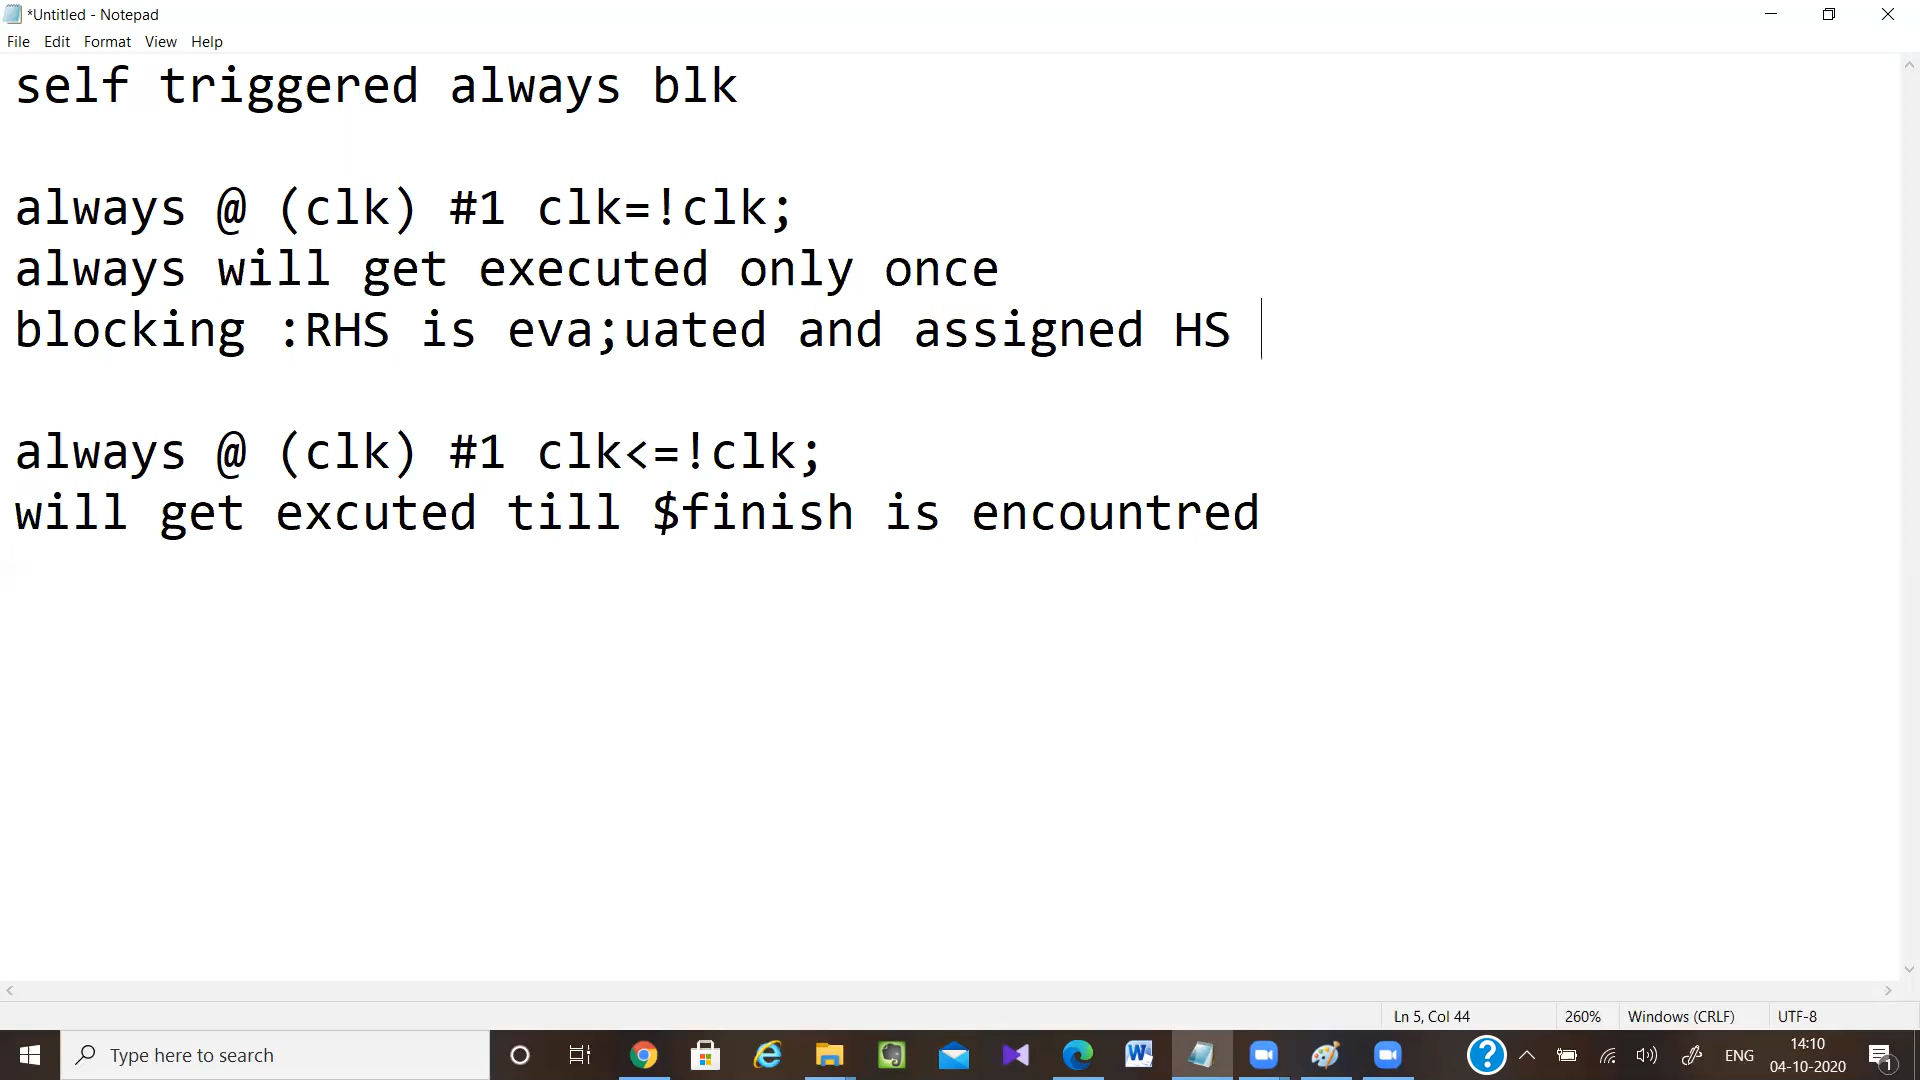 *Untitled - Notepad
File Edit Format View Help
self triggered always blk
always @ (clk) #1 clk=!clk;
always will get executed only once
blocking :RHS is eva;uated and assigned HS
always @ (clk) #1 clk<=!clk;
will get excuted till $finish is encountred
Ln 5, Col 44 260% Windows (CRLF) UTF-8
Type here to search
ENG
14:10
04-10-2020
1